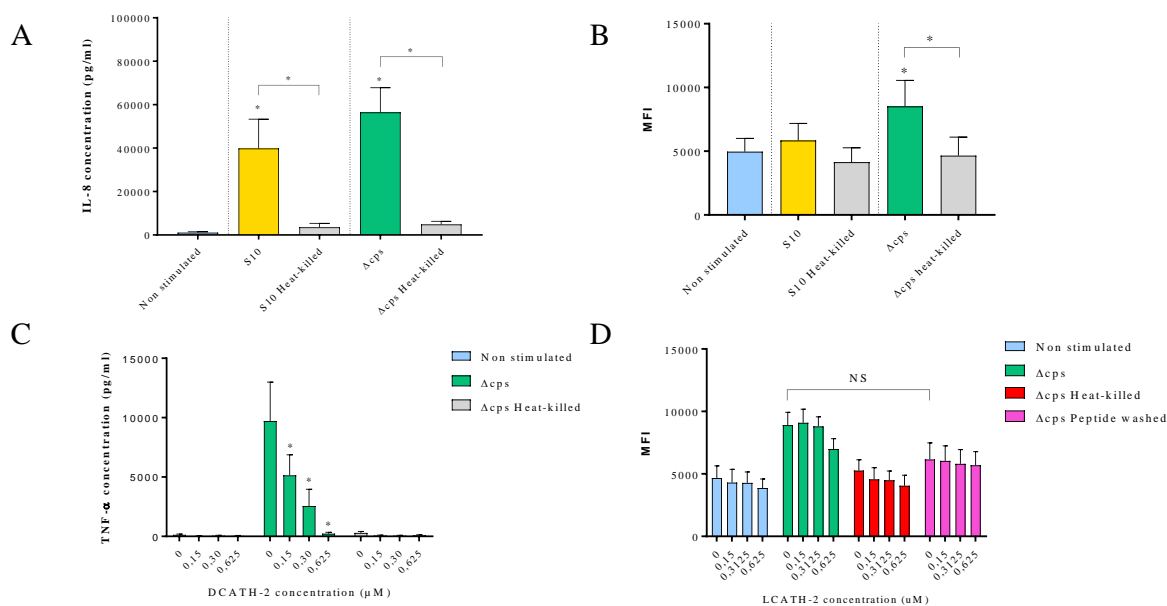 A
IL-8 concentration (pg/ml)
100000
80000
60000
40000
20000
0
*
*
*
*
Non stimulated
S10
S10 Heat-killed
Δcps
Δcps Heat-killed
B
MFI
15000
10000
5000
0
*
*
Non stimulated
S10
S10 Heat-killed
Δcps
Δcps heat-killed
C
TNF-α concentration (pg/ml)
15000
10000
5000
0
*
*
*
0
0,15
0,30
0,625
0
0,15
0,30
0,625
0
0,15
0,30
0,625
DCATH-2 concentration (µM)
Non stimulated
Δcps
Δcps Heat-killed
D
MFI
15000
10000
5000
0
NS
0
0,15
0,3125
0,625
0
0,15
0,3125
0,625
0
0,15
0,3125
0,625
0
0,15
0,3125
0,625
LCATH-2 concentration (uM)
Non stimulated
Δcps
Δcps Heat-killed
Δcps Peptide washed